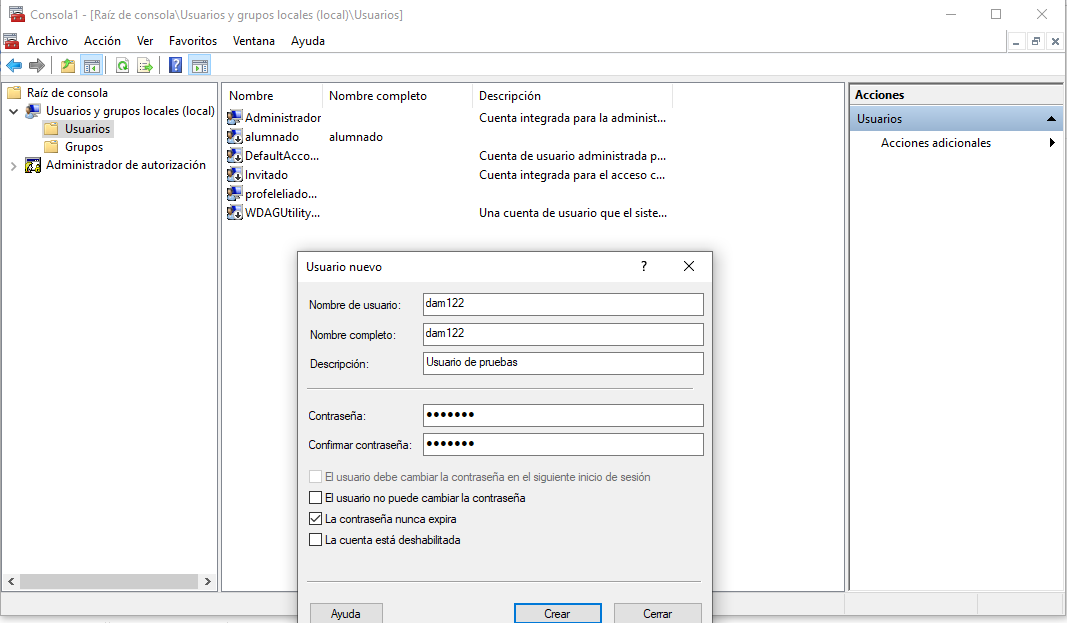 Consola1 - [Raíz de consola\Usuarios y grupos locales (local)\Usuarios]
Archivo Acción Ver Favoritos Ventana Ayuda
Raíz de consola
Usuarios y grupos locales (local)
Usuarios
Grupos
Administrador de autorización
Nombre Nombre completo Descripción
Administrador Cuenta integrada para la administ...
alumnado alumnado
DefaultAcco... Cuenta de usuario administrada p...
Invitado Cuenta integrada para el acceso c...
profeleliado...
WDAGUtility... Una cuenta de usuario que el siste...
Acciones
Usuarios
Acciones adicionales
Usuario nuevo ?
Nombre de usuario: dam122
Nombre completo: dam122
Descripción: Usuario de pruebas
Contraseña: •••••••
Confirmar contraseña: •••••••
El usuario debe cambiar la contraseña en el siguiente inicio de sesión
El usuario no puede cambiar la contraseña
La contraseña nunca expira
La cuenta está deshabilitada
Ayuda Crear Cerrar